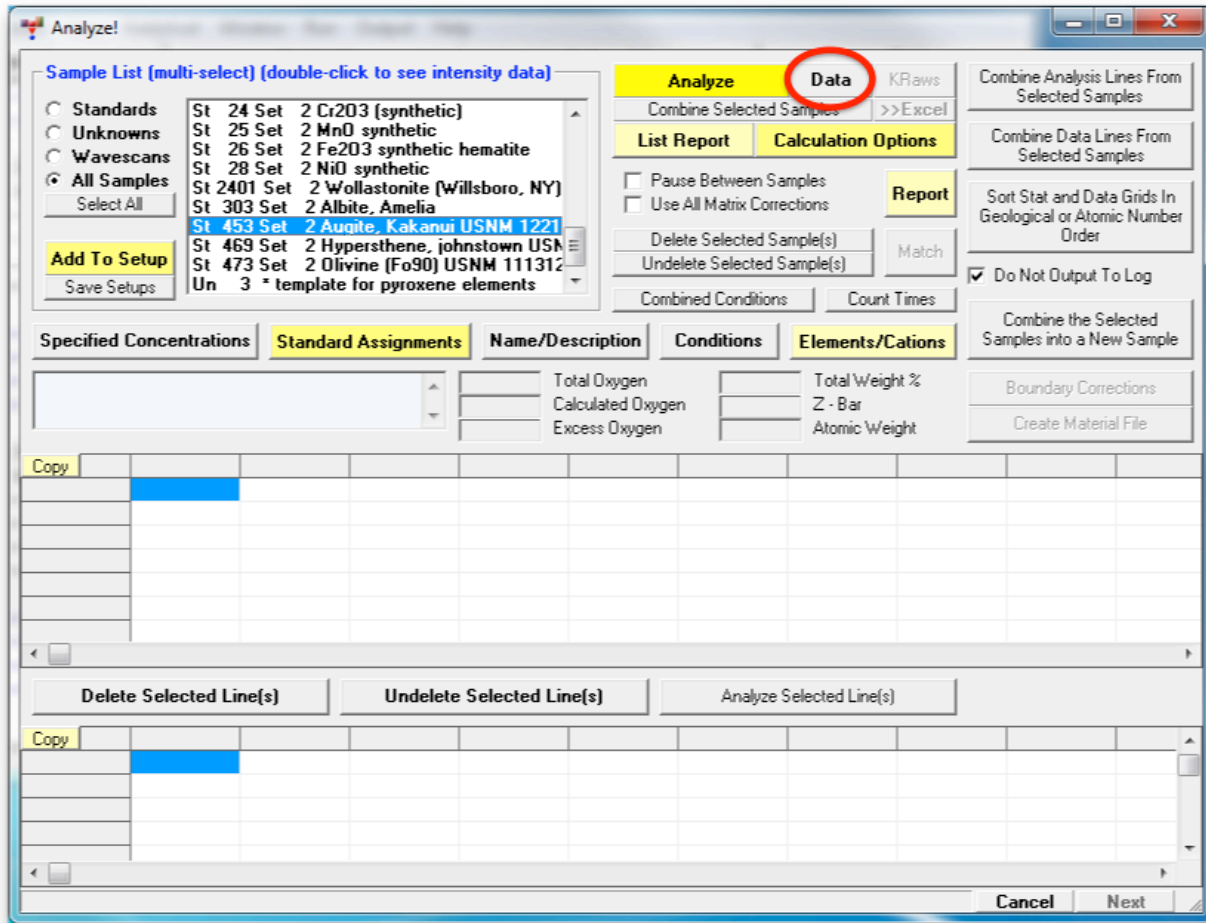 Analyze!
Sample List (multi-select) (double-click to see intensity data)
Standards
Unknowns
Wavescans
All Samples
Select All
Add To Setup
Save Setups
St 24 Set 2 Cr2O3 (synthetic)
St 25 Set 2 MnO synthetic
St 26 Set 2 Fe2O3 synthetic hematite
St 28 Set 2 NiO synthetic
St 2401 Set 2 Wollastonite (Willsboro, NY)
St 303 Set 2 Albite, Amelia
St 453 Set 2 Augite, Kakanui USNM 1221
St 469 Set 2 Hypersthene, johnstown USN
St 473 Set 2 Olivine (Fo90) USNM 111312
Un 3 * template for pyroxene elements
Analyze Data KRaws
Combine Selected Samples >>Excel
List Report Calculation Options
Pause Between Samples
Use All Matrix Corrections
Report
Delete Selected Sample(s)
Undelete Selected Sample(s)
Match
Combined Conditions Count Times
Combine Analysis Lines From
Selected Samples
Combine Data Lines From
Selected Samples
Sort Stat and Data Grids In
Geological or Atomic Number
Order
Do Not Output To Log
Combine the Selected
Samples into a New Sample
Boundary Corrections
Create Material File
Specified Concentrations Standard Assignments Name/Description Conditions Elements/Cations
Total Oxygen Total Weight %
Calculated Oxygen Z - Bar
Excess Oxygen Atomic Weight
Copy
Delete Selected Line(s) Undelete Selected Line(s) Analyze Selected Line(s)
Copy
Cancel Next